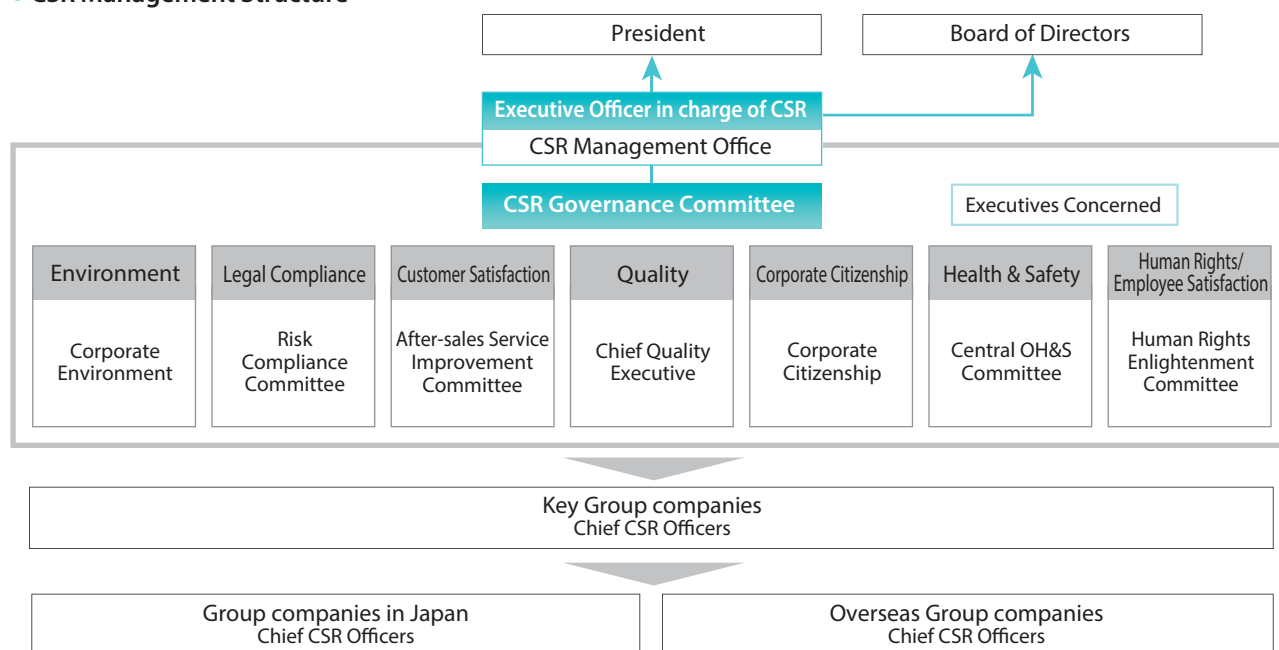 CSR Management Structure
President
Board of Directors
Executive Officer in charge of CSR
CSR Management Office
CSR Governance Committee
Executives Concerned
Environment
Corporate
Environment
Legal Compliance
Risk
Compliance
Committee
Customer Satisfaction
After-sales Service
Improvement
Committee
Quality
Chief Quality
Executive
Corporate Citizenship
Corporate
Citizenship
Health & Safety
Central OH&S
Committee
Human Rights/
Employee Satisfaction
Human Rights
Enlightenment
Committee
Key Group companies
Chief CSR Officers
Group companies in Japan
Chief CSR Officers
Overseas Group companies
Chief CSR Officers